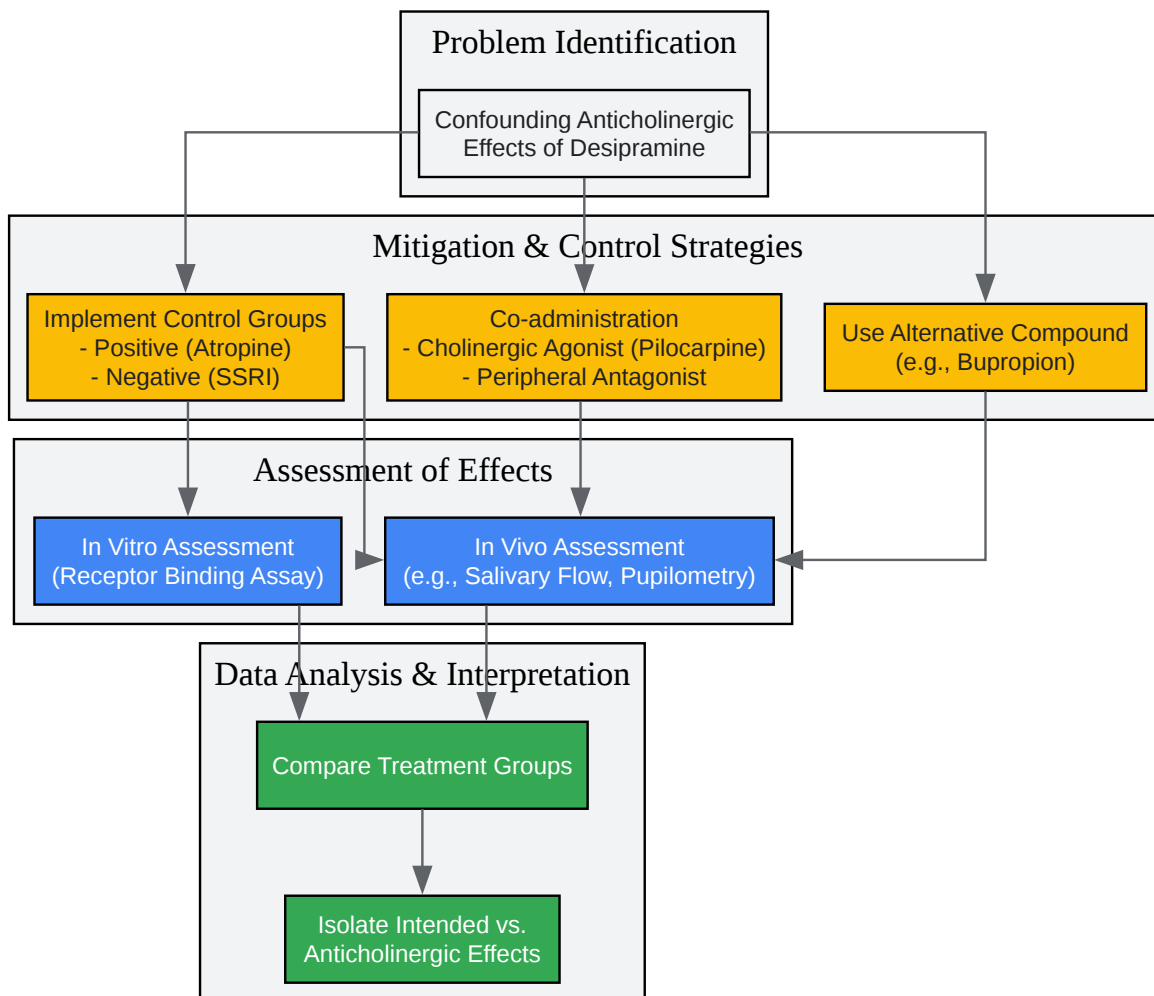 Problem Identification
Confounding Anticholinergic
Effects of Desipramine
Mitigation & Control Strategies
Implement Control Groups
- Positive (Atropine)
- Negative (SSRI)
Co-administration
- Cholinergic Agonist (Pilocarpine)
- Peripheral Antagonist
Use Alternative Compound
(e.g., Bupropion)
Assessment of Effects
In Vitro Assessment
(Receptor Binding Assay)
In Vivo Assessment
(e.g., Salivary Flow, Pupilometry)
Data Analysis & Interpretation
Compare Treatment Groups
Isolate Intended vs.
Anticholinergic Effects